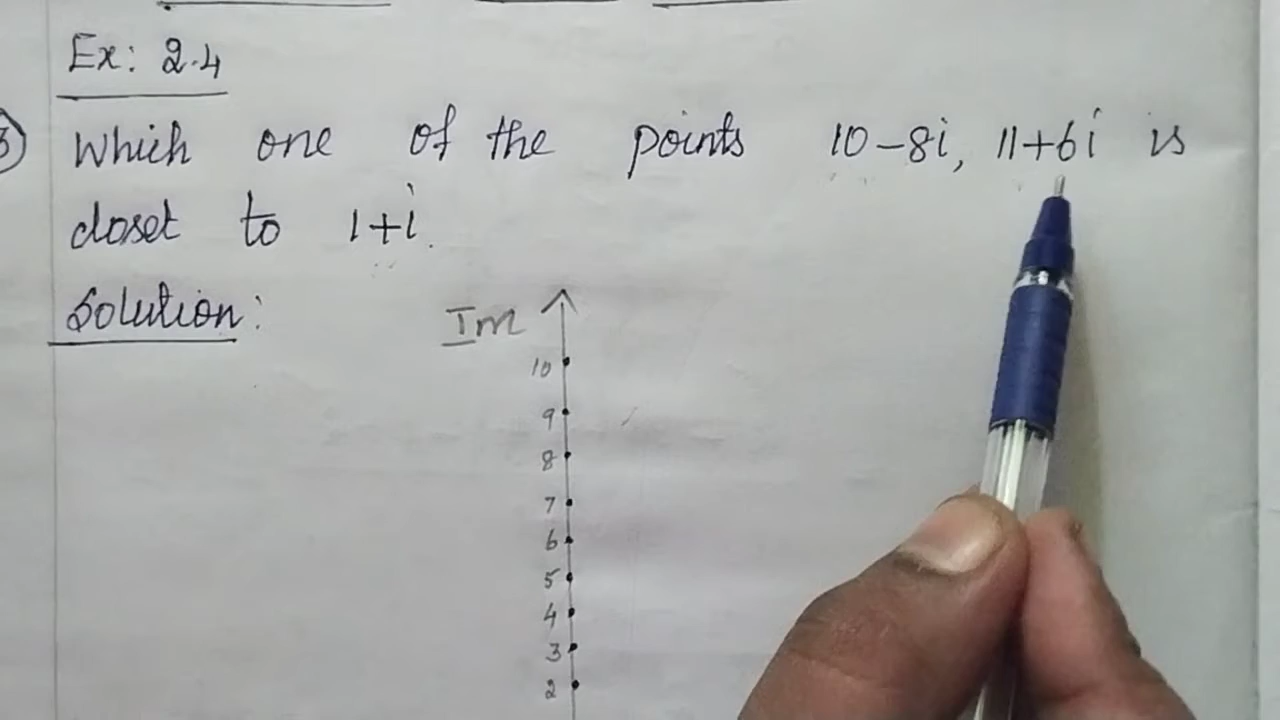 Ex: 2.4
Which one of the points 10-8i, 11+6i is
closet to 1+i.
Solution:
Im
10
9
8
7
6
5
4
3
2